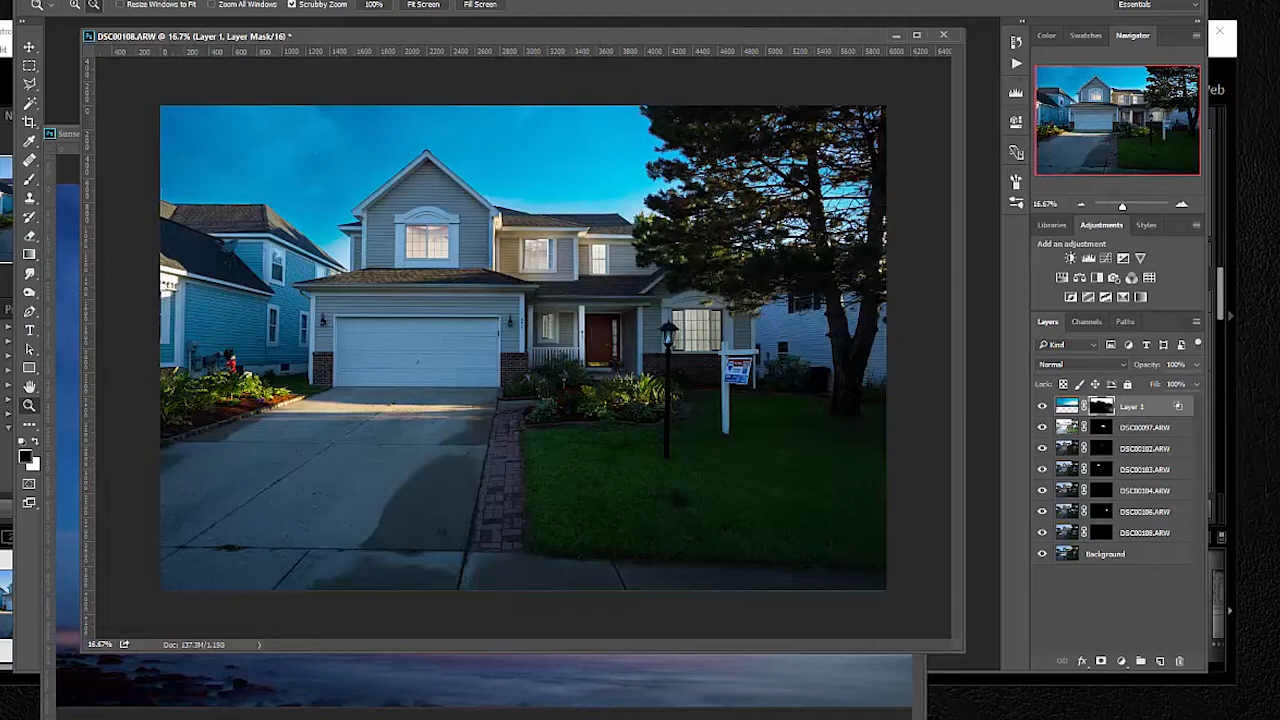 Resize Windows to Fit
Zoom All Windows
Scrubby Zoom
100%
Fit Screen
Fill Screen
Essentials
DSC00108.ARW @ 16.7% (Layer 1, Layer Mask/16) *
Color
Swatches
Navigator
Web
Sunse
16.67%
Libraries
Adjustments
Styles
Add an adjustment
Layers
Channels
Paths
Kind
Normal
Opacity: 100%
Lock:
Fill: 100%
Layer 1
DSC00097.ARW
DSC00102.ARW
DSC00103.ARW
DSC00104.ARW
DSC00106.ARW
DSC00108.ARW
Background
16.67%
Doc: 137.3M/1.15G